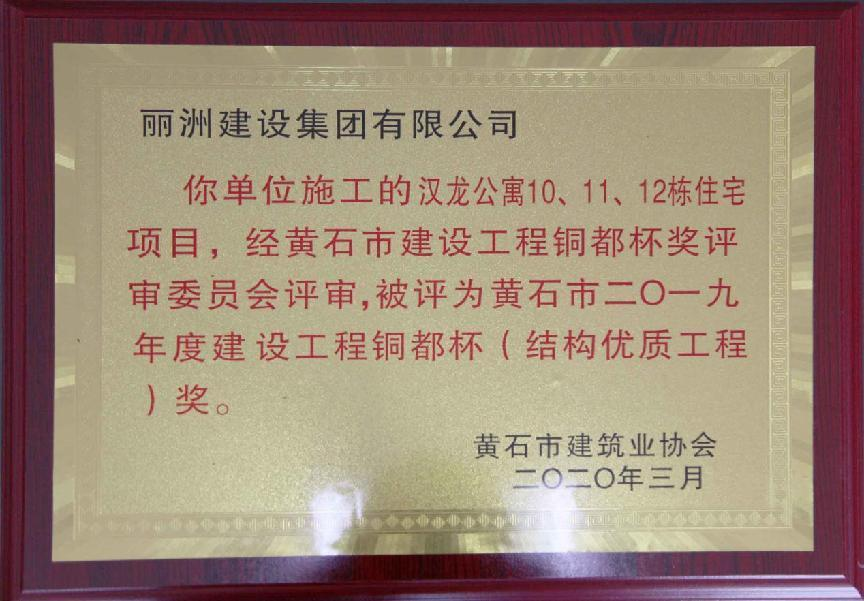 丽洲建设集团有限公司
你单位施工的汉龙公寓10、11、12栋住宅
项目，经黄石市建设工程铜都杯奖评
审委员会评审,被评为黄石市二〇一九
年度建设工程铜都杯（结构优质工程
）奖。
黄石市建筑业协会
二〇二〇年三月